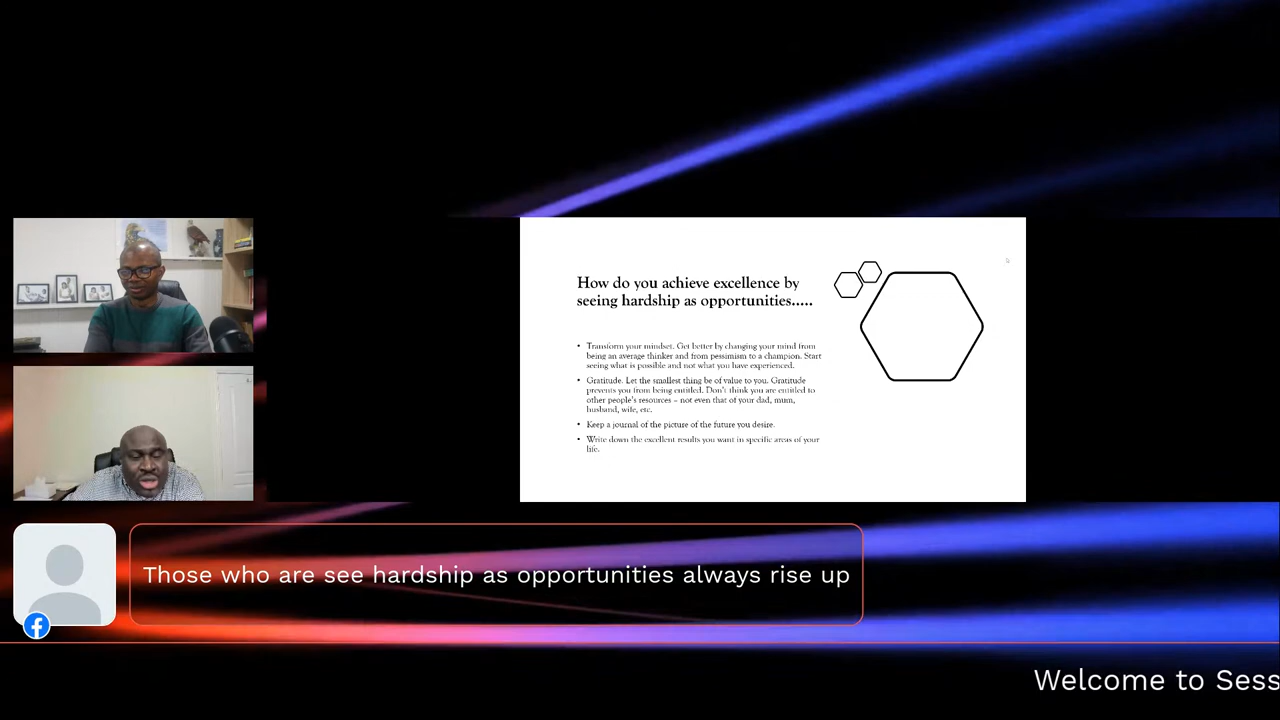 How do you achieve excellence by
seeing hardship as opportunities.....
• Transform your mindset. Get better by changing your mind from
being an average thinker and from pessimism to a champion. Start
seeing what is possible and not what you have experienced.
• Gratitude. Let the smallest thing be of value to you. Gratitude
prevents you from being entitled. Don't think you are entitled to
other people's resources – not even that of your dad, mum,
husband, wife, etc.
• Keep a journal of the picture of the future you desire.
• Write down the excellent results you want in specific areas of your
life.
Those who are see hardship as opportunities always rise up
Welcome to Sess